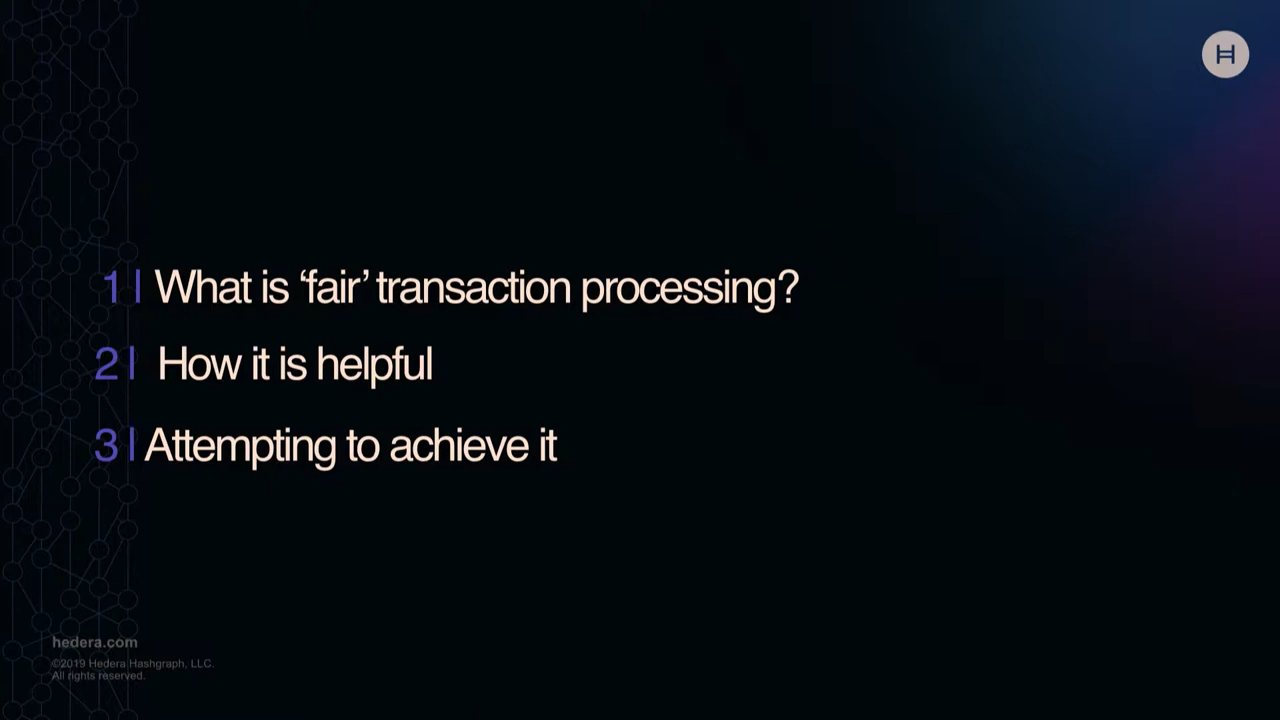 1 | What is ‘fair’ transaction processing?
2 | How it is helpful
3 | Attempting to achieve it
hedera.com
©2019 Hedera Hashgraph, LLC.
All rights reserved.